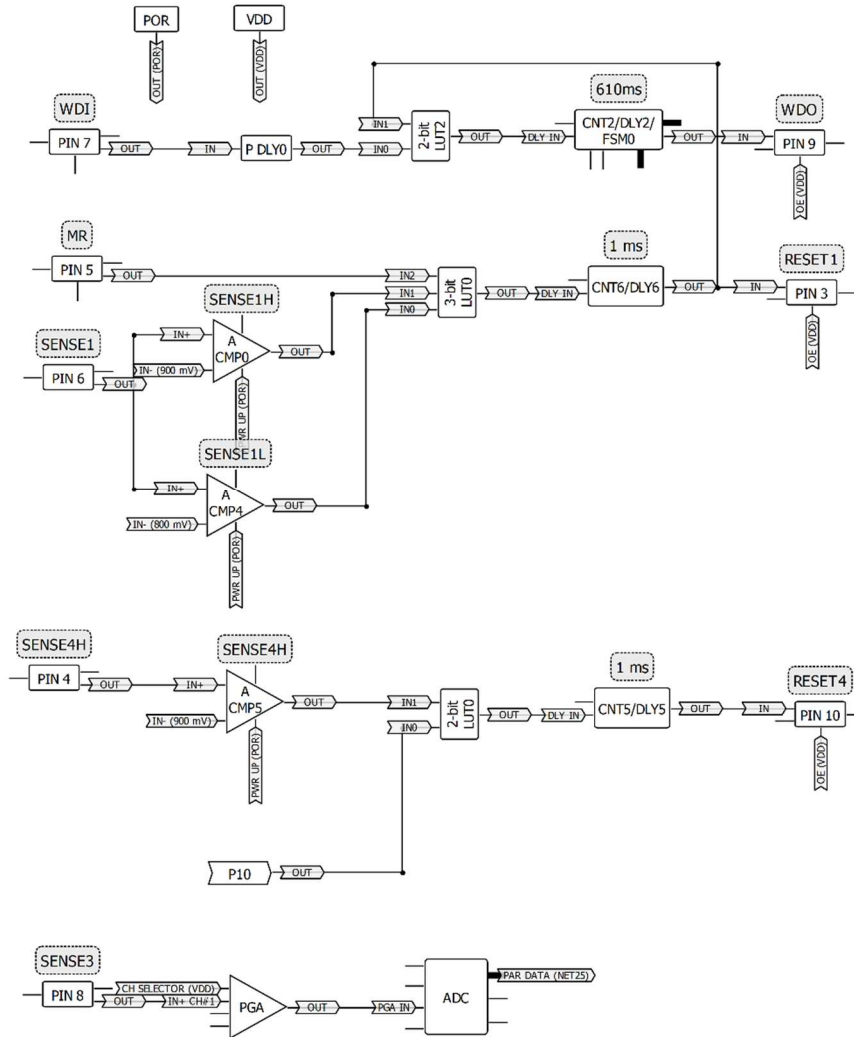 POR
VDD
OUT (POR)
OUT (VDD)
WDI
610ms
WDO
PIN 7
OUT
IN
P DLY0
OUT
IN1
IN0
2-bit
LUT2
OUT
DLY IN
CNT2/DLY2/
FSM0
OUT
IN
PIN 9
OE (VDD)
MR
1 ms
RESET1
PIN 5
OUT
IN2
IN1
IN0
3-bit
LUT0
OUT
DLY IN
CNT6/DLY6
OUT
IN
PIN 3
OE (VDD)
SENSE1H
IN+
A
CMP0
OUT
IN- (900 mV)
PWR UP (POR)
SENSE1
PIN 6
OUT
SENSE1L
IN+
A
CMP4
OUT
IN- (800 mV)
PWR UP (POR)
SENSE4H
SENSE4H
1 ms
RESET4
PIN 4
OUT
IN+
A
CMP5
OUT
IN- (900 mV)
PWR UP (POR)
IN1
IN0
2-bit
LUT0
OUT
DLY IN
CNT5/DLY5
OUT
IN
PIN 10
OE (VDD)
P10
OUT
SENSE3
PIN 8
CH SELECTOR (VDD)
OUT
IN+ CH#1
PGA
OUT
PGA IN
ADC
PAR DATA (NET25)